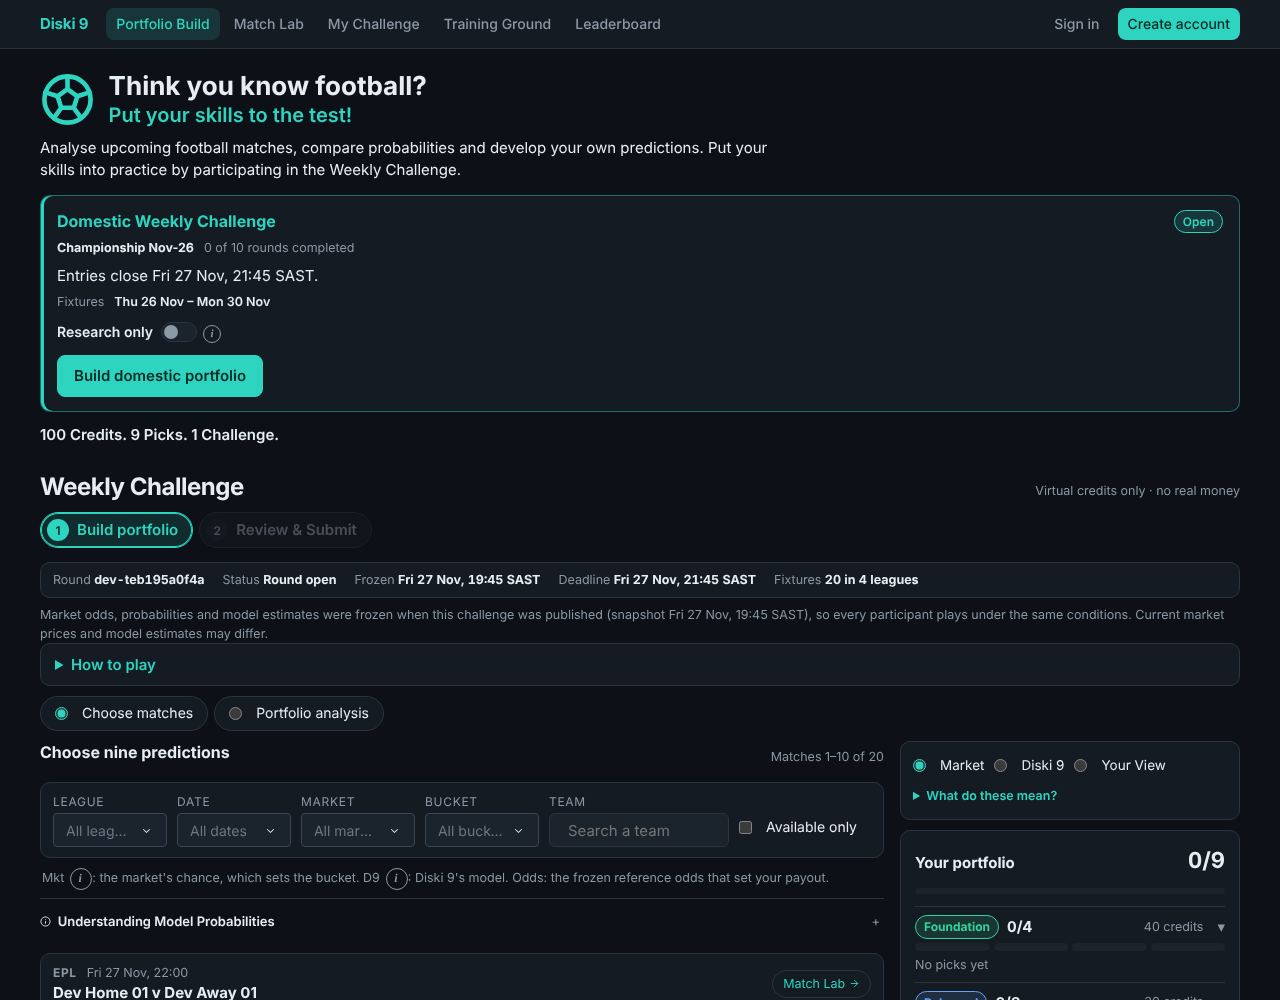 Diski 9 Portfolio Build Match Lab My Challenge Training Ground Leaderboard Sign in Create account
Think you know football?
Put your skills to the test!
Analyse upcoming football matches, compare probabilities and develop your own predictions. Put your
skills into practice by participating in the Weekly Challenge.
Domestic Weekly Challenge Open
Championship Nov-26 0 of 10 rounds completed
Entries close Fri 27 Nov, 21:45 SAST.
Fixtures Thu 26 Nov – Mon 30 Nov
Research only i
Build domestic portfolio
100 Credits. 9 Picks. 1 Challenge.
Weekly Challenge Virtual credits only · no real money
1 Build portfolio 2 Review & Submit
Round dev-teb195a0f4a Status Round open Frozen Fri 27 Nov, 19:45 SAST Deadline Fri 27 Nov, 21:45 SAST Fixtures 20 in 4 leagues
Market odds, probabilities and model estimates were frozen when this challenge was published (snapshot Fri 27 Nov, 19:45 SAST), so every participant plays under the same conditions. Current market
prices and model estimates may differ.
How to play
Choose matches Portfolio analysis
Choose nine predictions Matches 1–10 of 20
LEAGUE DATE MARKET BUCKET TEAM
All leag... All dates All mar... All buck... Search a team Available only
Mkt i : the market's chance, which sets the bucket. D9 i : Diski 9's model. Odds: the frozen reference odds that set your payout.
Understanding Model Probabilities +
EPL Fri 27 Nov, 22:00
Dev Home 01 v Dev Away 01
Match Lab →
Market Diski 9 Your View
What do these mean?
Your portfolio 0/9
Foundation 0/4 40 credits ▾
No picks yet